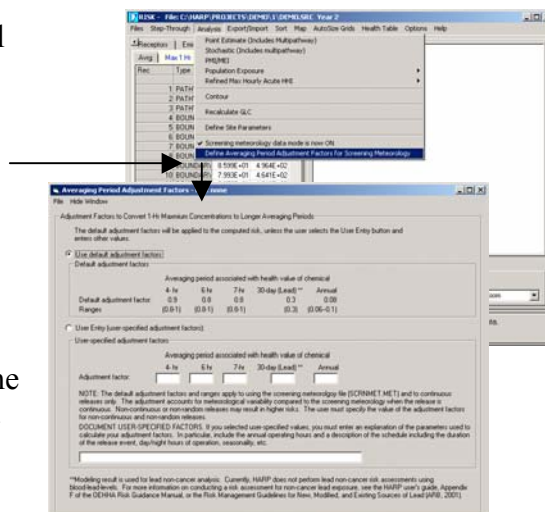 RISK - File: C:\HARP\PROJECTS\DEMO\1\DEMO.SRC Year 2
Files Step-Through Analysis Export/Import Sort Map AutoSize Grids Health Table Options Help
Point Estimate (Includes Multipathway)
Stochastic (Includes multipathway)
PMI/MEI
Population Exposure
Refined Max Hourly Acute HHI
Contour
Recalculate GLC
Define Site Parameters
Screening meteorology data mode is now ON
Define Averaging Period Adjustment Factors for Screening Meteorology
Receptors
Avrg Max 1 Hr
Rec Type
1 PATH
2 PATH
3 PATH
4 BOUN
5 BOUN
6 BOUN
7 BOUN
8 BOUN
BOUNDARY 8.599E+01 4.964E+02
10 BOUNDARY 7.993E+01 4.641E+02
Averaging Period Adjustment Factors - none
File Hide Window
Adjustment Factors to Convert 1-Hr Maximum Concentrations to Longer Averaging Periods
The default adjustment factors will be applied to the computed risk, unless the user selects the User Entry button and
enters other values.
Use default adjustment factors
Default adjustment factors
Averaging period associated with health value of chemical
4- hr 6 hr 7-hr 30-day (Lead) ** Annual
Default adjustment factor 0.9 0.8 0.8 0.3 0.08
Ranges (0.8-1) (0.8-1) (0.8-1) (0.3) (0.06-0.1)
User Entry (user-specified adjustment factors)
User-specified adjustment factors
Averaging period associated with health value of chemical
4- hr 6 hr 7-hr 30-day (Lead) ** Annual
Adjustment factor:
NOTE: The default adjustment factors and ranges apply to using the screening meteorology file (SCRNMET.MET) and to continuous
releases only. The adjustment accounts for meteorological variability compared to the screening meteorology when the release is
continuous. Non-continuous or non-random releases may result in higher risks. The user must specify the value of the adjustment factors
for non-continuous and non-random releases.
DOCUMENT USER-SPECIFIED FACTORS. If you selected user-specified values, you must enter an explanation of the parameters used to
calculate your adjustment factors. In particular, include the annual operating hours and a description of the schedule including the duration
of the release event, day/night hours of operation, seasonality, etc.
**Modeling result is used for lead non-cancer analysis. Currently, HARP does not perform lead non-cancer risk assessments using
blood-lead-levels. For more information on conducting a risk assessment for non-cancer lead exposure, see the HARP user's guide, Appendix
F of the OEHHA Risk Guidance Manual, or the Risk Management Guidelines for New, Modified, and Existing Sources of Lead (ARB, 2001).